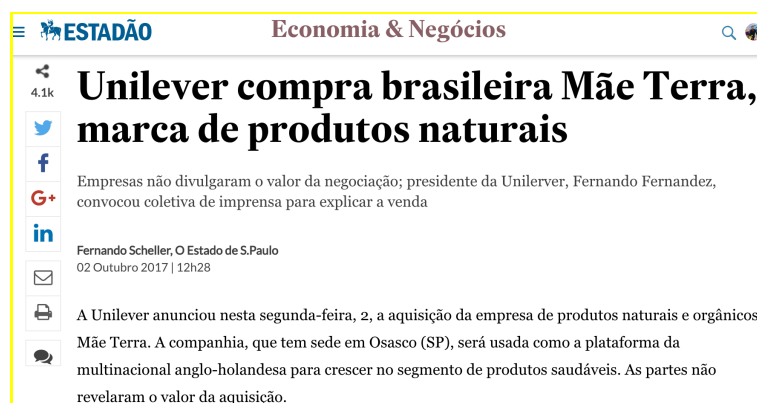 ESTADÃO
Economia & Negócios
4.1k
Unilever compra brasileira Mãe Terra,
marca de produtos naturais
Empresas não divulgaram o valor da negociação; presidente da Unilerver, Fernando Fernandez,
convocou coletiva de imprensa para explicar a venda
Fernando Scheller, O Estado de S.Paulo
02 Outubro 2017 | 12h28
A Unilever anunciou nesta segunda-feira, 2, a aquisição da empresa de produtos naturais e orgânicos
Mãe Terra. A companhia, que tem sede em Osasco (SP), será usada como a plataforma da
multinacional anglo-holandesa para crescer no segmento de produtos saudáveis. As partes não
revelaram o valor da aquisição.